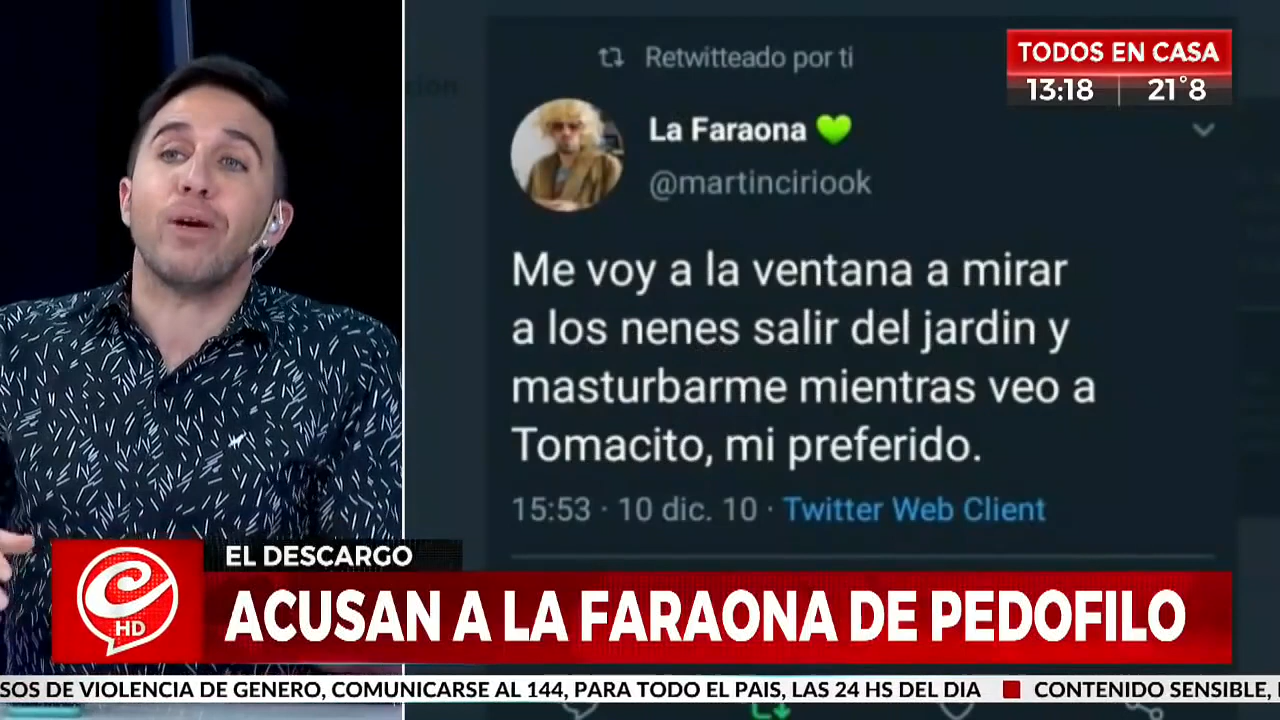 Retwitteado por ti
TODOS EN CASA
13:18 21°8
La Faraona
@martinciriook
Me voy a la ventana a mirar
a los nenes salir del jardin y
masturbarme mientras veo a
Tomacito, mi preferido.
15:53 · 10 dic. 10 · Twitter Web Client
EL DESCARGO
HD
ACUSAN A LA FARAONA DE PEDOFILO
SOS DE VIOLENCIA DE GENERO, COMUNICARSE AL 144, PARA TODO EL PAIS, LAS 24 HS DEL DIA ■ CONTENIDO SENSIBLE,